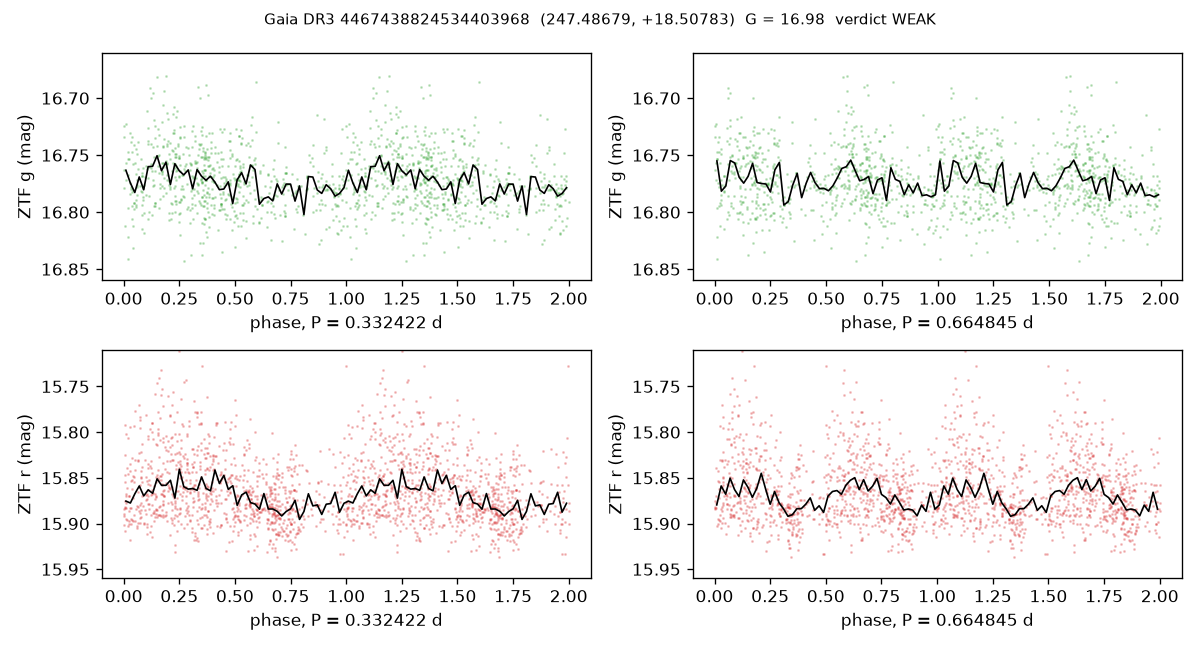 Gaia DR3 4467438824534403968  (247.48679, +18.50783)  G = 16.98  verdict WEAK
ZTF g (mag)
16.70
16.75
16.80
16.85
0.00 0.25 0.50 0.75 1.00 1.25 1.50 1.75 2.00
phase, P = 0.332422 d
ZTF g (mag)
16.70
16.75
16.80
16.85
0.00 0.25 0.50 0.75 1.00 1.25 1.50 1.75 2.00
phase, P = 0.664845 d
ZTF r (mag)
15.75
15.80
15.85
15.90
15.95
0.00 0.25 0.50 0.75 1.00 1.25 1.50 1.75 2.00
phase, P = 0.332422 d
ZTF r (mag)
15.75
15.80
15.85
15.90
15.95
0.00 0.25 0.50 0.75 1.00 1.25 1.50 1.75 2.00
phase, P = 0.664845 d